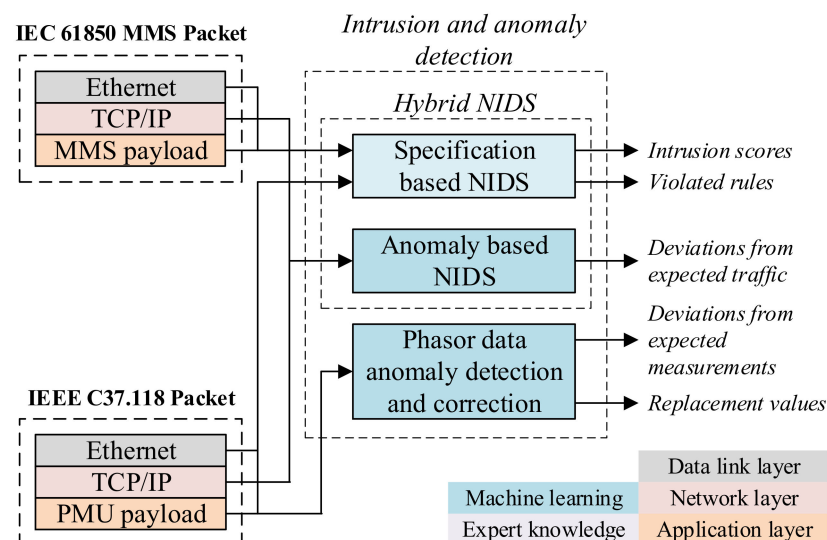 IEC 61850 MMS Packet
Ethernet
TCP/IP
MMS payload
IEEE C37.118 Packet
Ethernet
TCP/IP
PMU payload
Intrusion and anomaly
detection
Hybrid NIDS
Specification
based NIDS
Anomaly based
NIDS
Phasor data
anomaly detection
and correction
Intrusion scores
Violated rules
Deviations from
expected traffic
Deviations from
expected
measurements
Replacement values
Data link layer
Machine learning
Network layer
Expert knowledge
Application layer